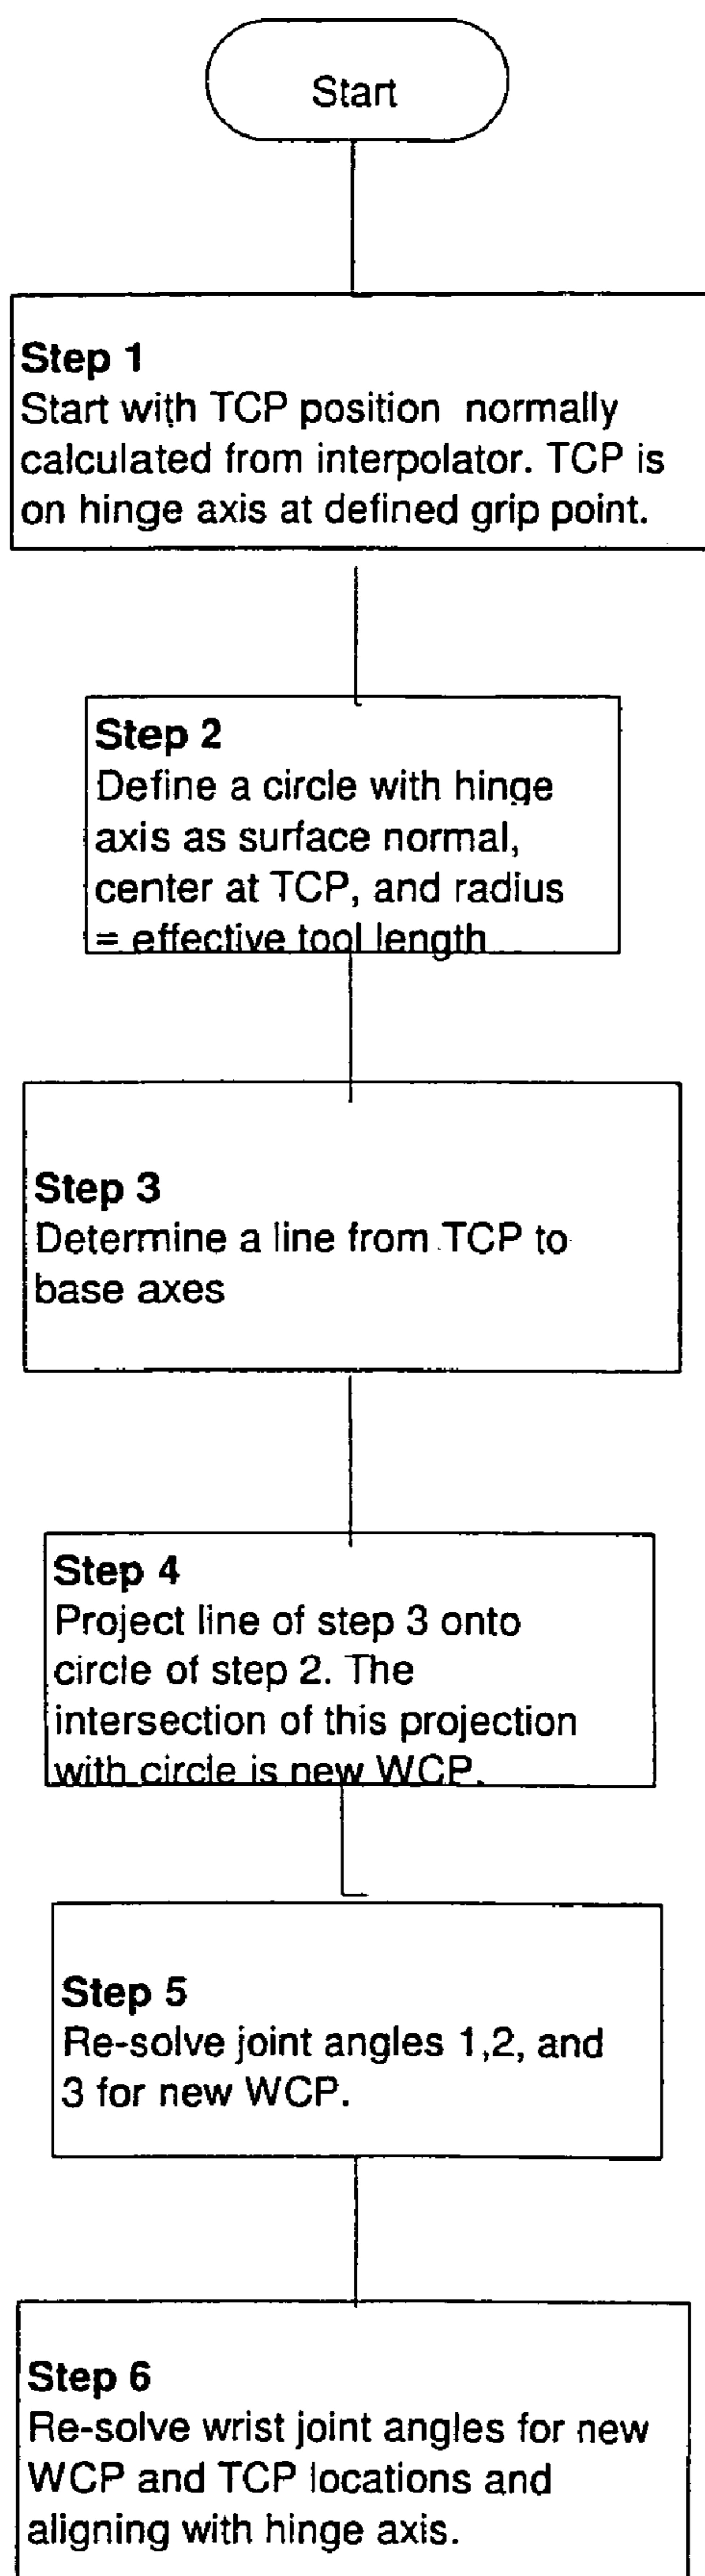 Start
Step 1
Start with TCP position normally
calculated from interpolator. TCP is
on hinge axis at defined grip point.
Step 2
Define a circle with hinge
axis as surface normal,
center at TCP, and radius
= effective tool length
Step 3
Determine a line from TCP to
base axes
Step 4
Project line of step 3 onto
circle of step 2. The
intersection of this projection
with circle is new WCP.
Step 5
Re-solve joint angles 1,2, and
3 for new WCP.
Step 6
Re-solve wrist joint angles for new
WCP and TCP locations and
aligning with hinge axis.